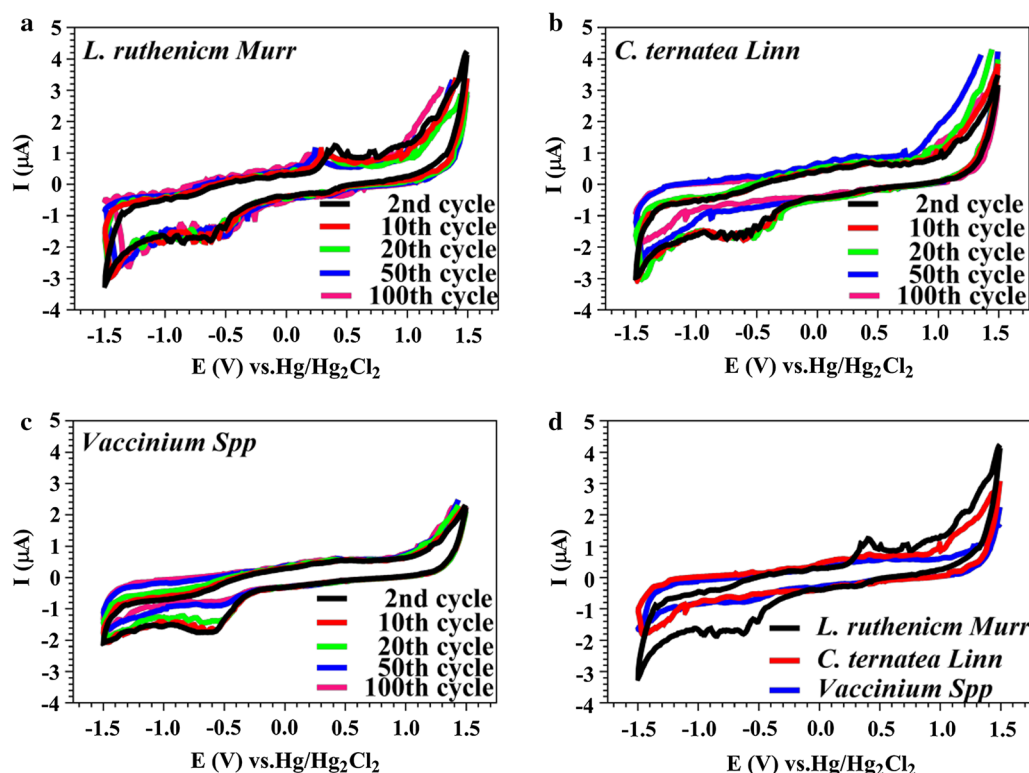 a
L. ruthenicm Murr
5
4
3
2
1
0
-1
-2
-3
-4
I (μA)
2nd cycle
10th cycle
20th cycle
50th cycle
100th cycle
-1.5 -1.0 -0.5 0.0 0.5 1.0 1.5
E (V) vs.Hg/Hg₂Cl₂
b
C. ternatea Linn
5
4
3
2
1
0
-1
-2
-3
-4
I (μA)
2nd cycle
10th cycle
20th cycle
50th cycle
100th cycle
-1.5 -1.0 -0.5 0.0 0.5 1.0 1.5
E (V) vs.Hg/Hg₂Cl₂
c
Vaccinium Spp
5
4
3
2
1
0
-1
-2
-3
-4
I (μA)
2nd cycle
10th cycle
20th cycle
50th cycle
100th cycle
-1.5 -1.0 -0.5 0.0 0.5 1.0 1.5
E (V) vs.Hg/Hg₂Cl₂
d
5
4
3
2
1
0
-1
-2
-3
-4
I (μA)
L. ruthenicm Murr
C. ternatea Linn
Vaccinium Spp
-1.5 -1.0 -0.5 0.0 0.5 1.0 1.5
E (V) vs.Hg/Hg₂Cl₂